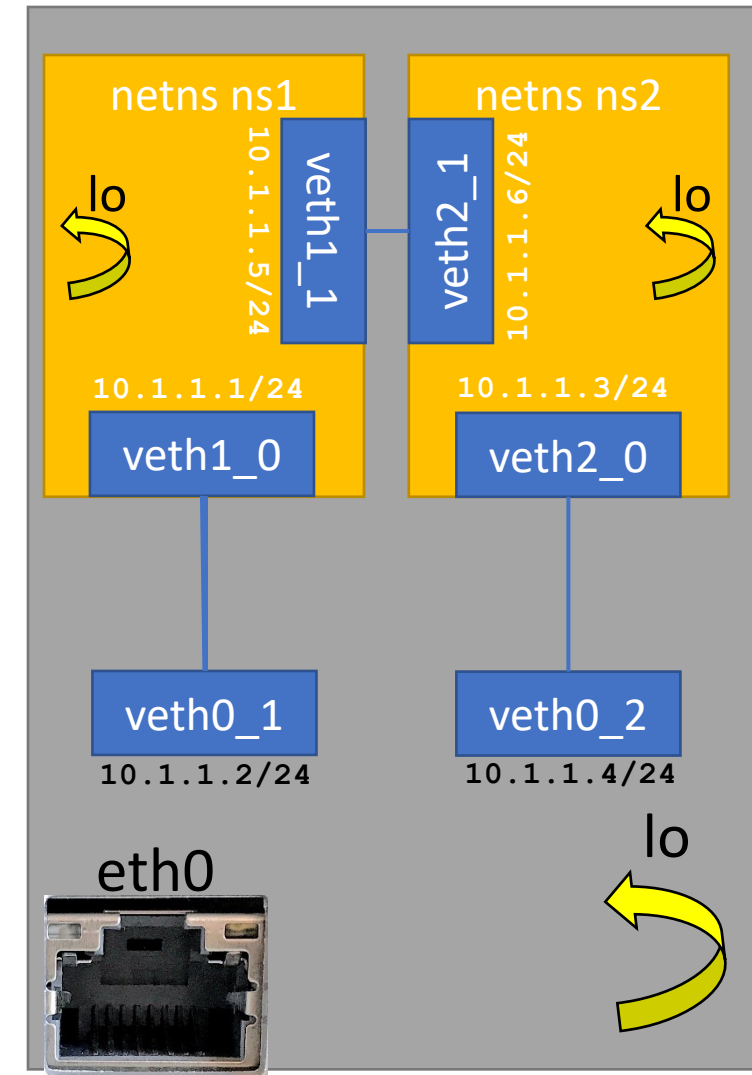 netns ns1
netns ns2
lo
10.1.1.5/24
veth1_1
veth2_1
10.1.1.6/24
lo
10.1.1.1/24
10.1.1.3/24
veth1_0
veth2_0
veth0_1
veth0_2
10.1.1.2/24
10.1.1.4/24
eth0
lo